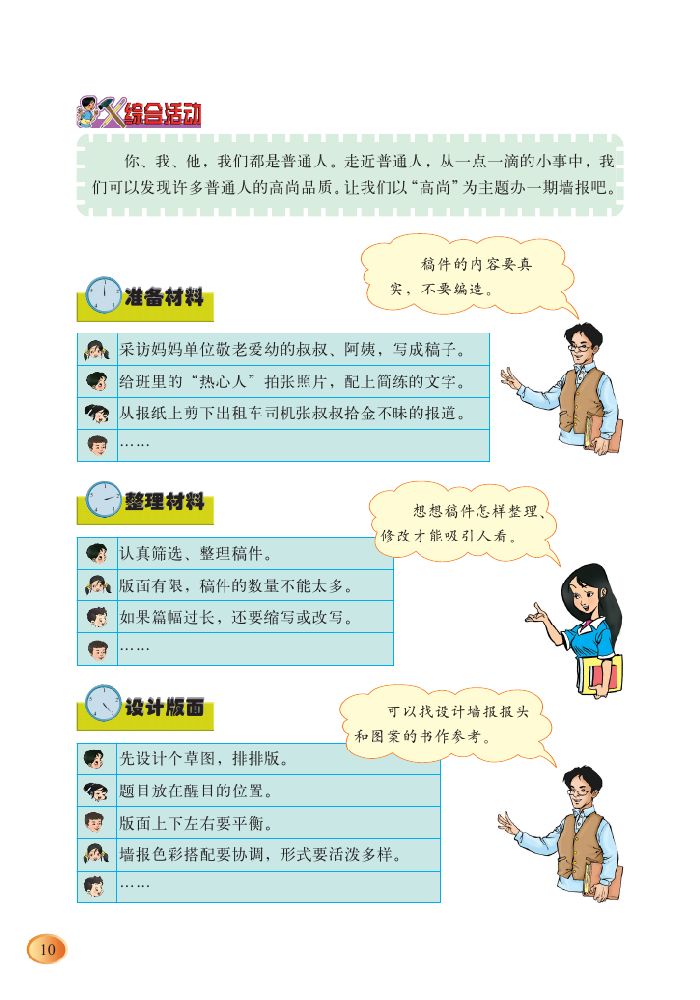 综合活动
你、我、他，我们都是普通人。走近普通人，从一点一滴的小事中，我
们可以发现许多普通人的高尚品质。让我们以“高尚”为主题办一期墙报吧。
稿件的内容要真
实，不要编造。
准备材料
采访妈妈单位敬老爱幼的叔叔、阿姨，写成稿子。
给班里的“热心人”拍张照片，配上简练的文字。
从报纸上剪下出租车司机张叔叔拾金不昧的报道。
……
整理材料
想想稿件怎样整理、
修改才能吸引人看。
认真筛选、整理稿件。
版面有限，稿件的数量不能太多。
如果篇幅过长，还要缩写或改写。
……
设计版面
可以找设计墙报报头
和图案的书作参考。
先设计个草图，排排版。
题目放在醒目的位置。
版面上下左右要平衡。
墙报色彩搭配要协调，形式要活泼多样。
……
10